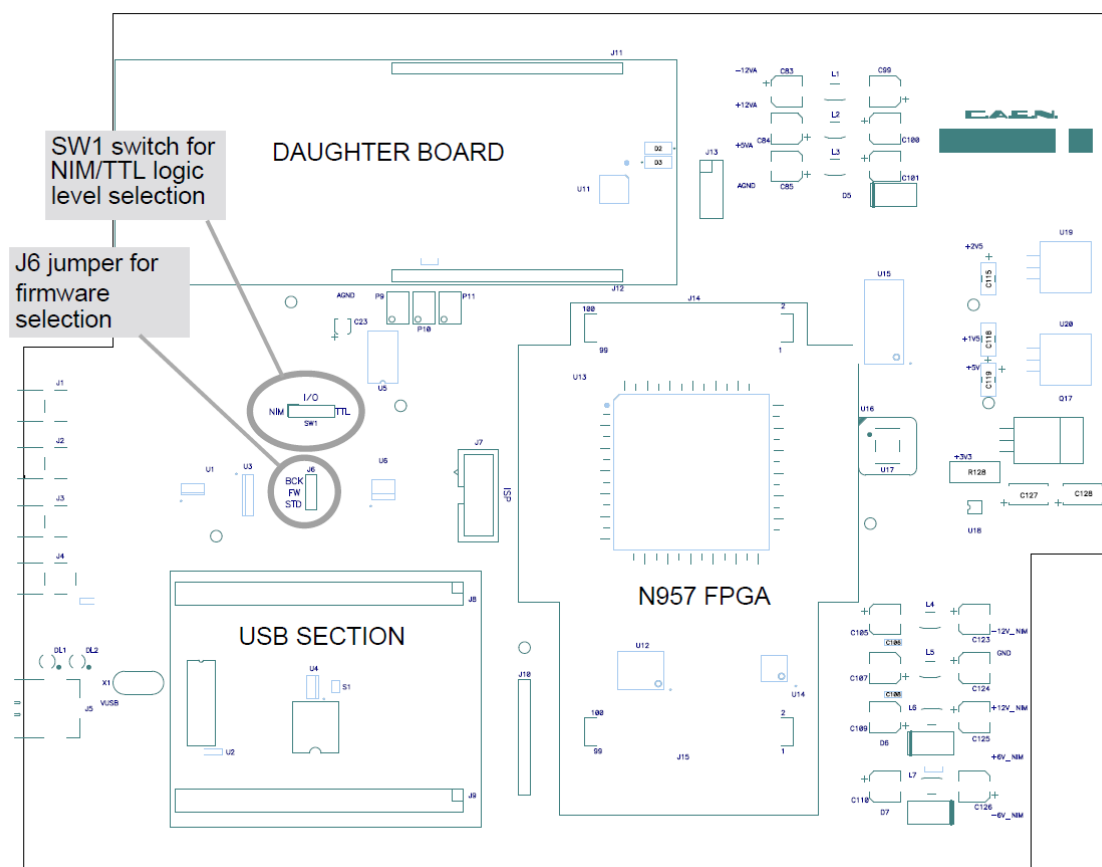 J11
-12VA
C83
L1
C99
+12VA
L2
C.A.E.N.
SW1 switch for
NIM/TTL logic
level selection
DAUGHTER BOARD
D2
D3
+5VA
C84
C100
J13
L3
U11
AGND
C85
C101
D5
J6 jumper for
firmware
selection
U19
+2V5
C115
U15
J12
AGND
P9
P11
J14
C23
P10
100
2
99
1
+1V5
C118
U20
+5V
C119
U5
U13
J1
I/O
NIM
TTL
SW1
U16
Q17
J2
J7
U1
U3
J6
U6
U17
+3V3
R128
BCK
FW
STD
ISP
C127
C128
J3
U18
J4
N957 FPGA
J8
USB SECTION
L4
C105
C106
C123
-12V_NIM
DL1
DL2
U12
L5
GND
X1
U4
S1
J10
U14
C107
C124
VUSB
J5
C108
L6
+12V_NIM
100
2
C109
C125
U2
99
1
D6
J15
+6V_NIM
L7
J9
C110
C126
D7
-6V_NIM